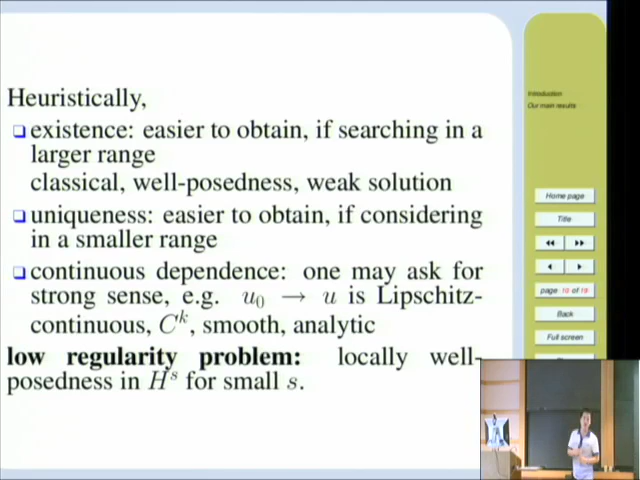 Heuristically,
existence: easier to obtain, if searching in a
larger range
classical, well-posedness, weak solution
uniqueness: easier to obtain, if considering
in a smaller range
continuous dependence: one may ask for
strong sense, e.g. u₀ → u is Lipschitz-
continuous, Cᵏ, smooth, analytic
low regularity problem: locally well-
posedness in Hˢ for small s.
Introduction
Our main results
Home page
Title
page 10 of 19
Back
Full screen